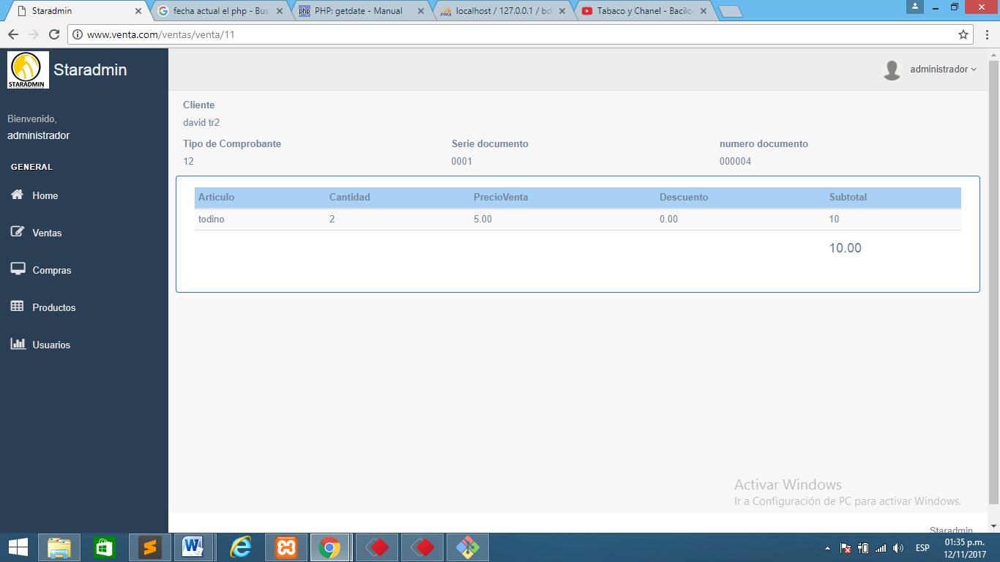 Staradmin
fecha actual el php - Bus
PHP: getdate - Manual
localhost / 127.0.0.1 / bd
Tabaco y Chanel - Bacilo
www.venta.com/ventas/venta/11
STARADMIN
Staradmin
administrador
Bienvenido,
administrador
GENERAL
Home
Ventas
Compras
Productos
Usuarios
Cliente
david tr2
Tipo de Comprobante Serie documento numero documento
12 0001 000004
Articulo Cantidad PrecioVenta Descuento Subtotal
todino 2 5.00 0.00 10
10.00
Activar Windows
Ir a Configuración de PC para activar Windows.
Staradmin
ESP
01:35 p.m.
12/11/2017